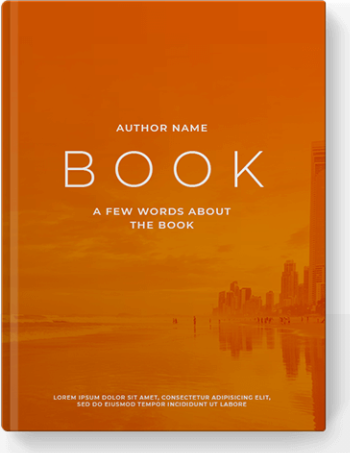 AUTHOR NAME
BOOK
A FEW WORDS ABOUT
THE BOOK
LOREM IPSUM DOLOR SIT AMET, CONSECTETUR ADIPISICING ELIT,
SED DO EIUSMOD TEMPOR INCIDIDUNT UT LABORE